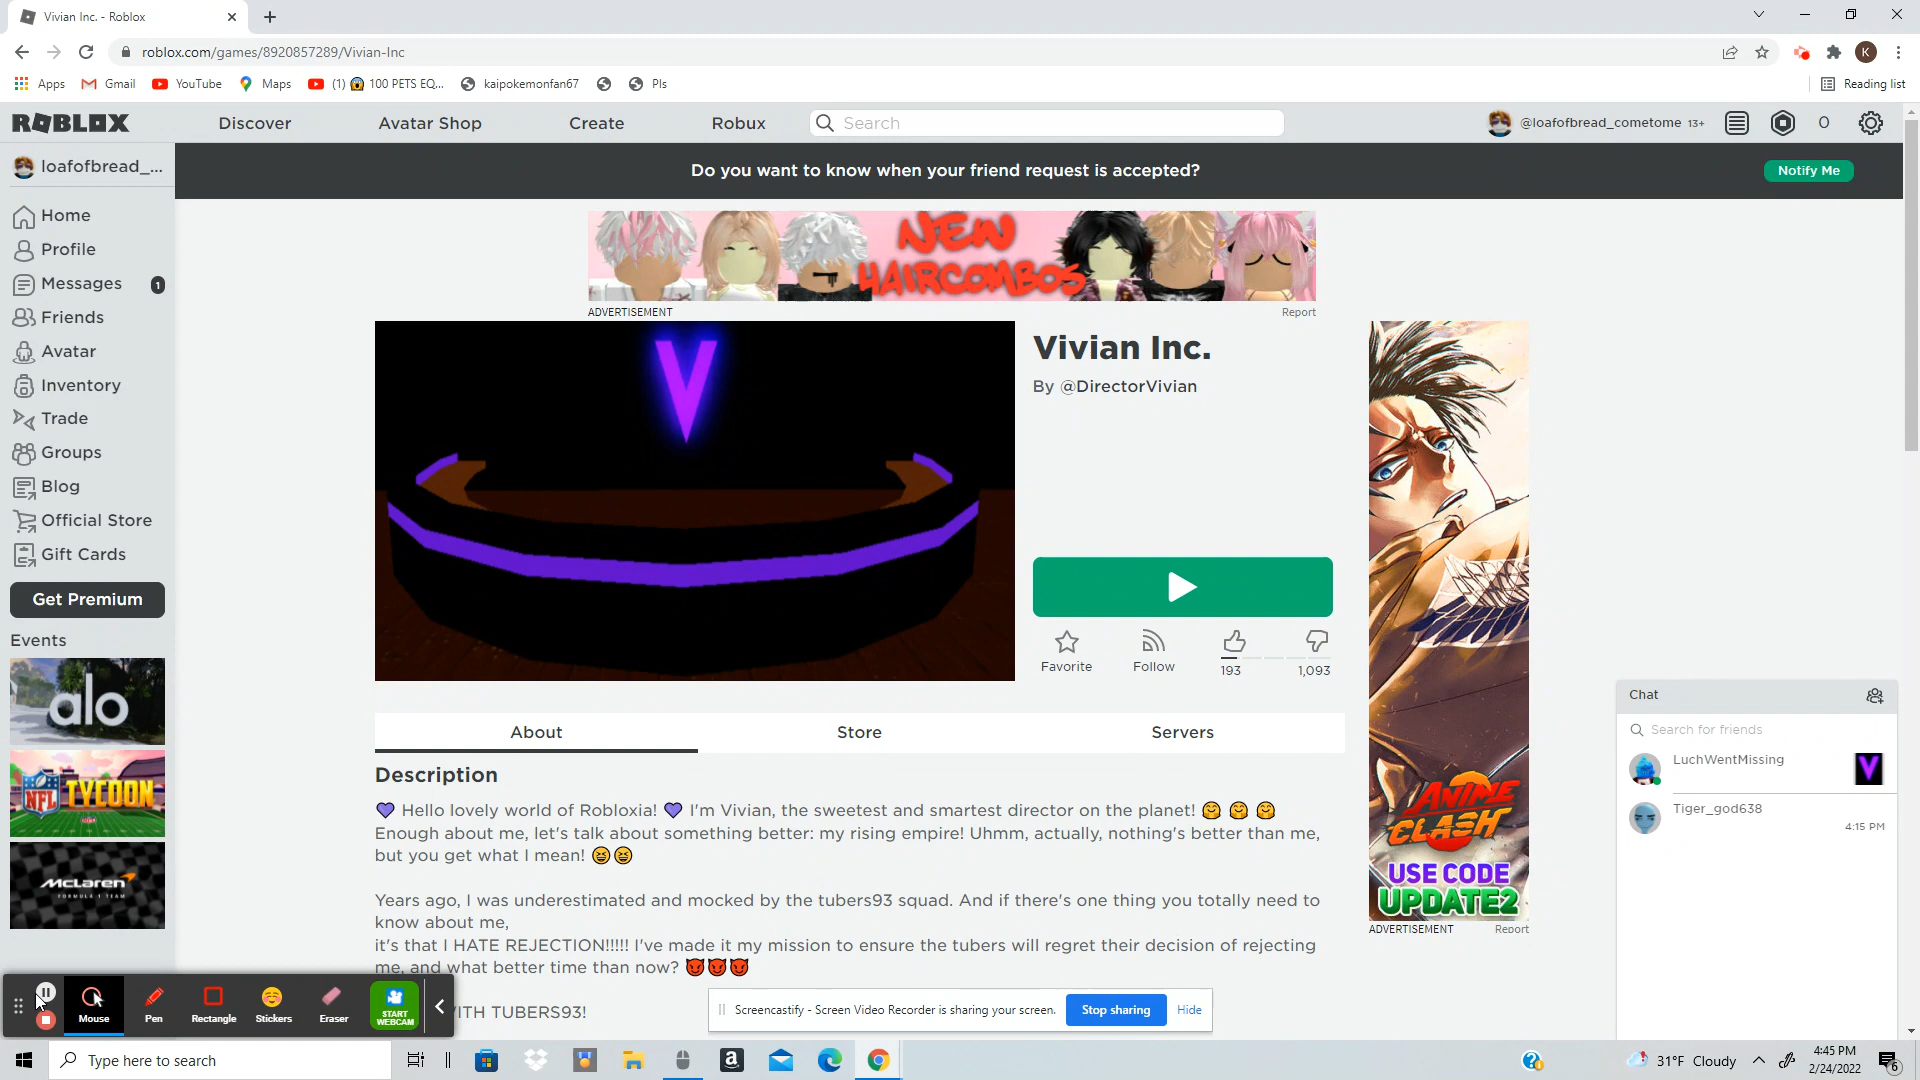 Vivian Inc. - Roblox
roblox.com/games/8920857289/Vivian-Inc
K
Apps
Gmail
YouTube
Maps
(1) 😱 100 PETS EQ...
kaipokemonfan67
Pls
Reading list
ROBLOX
Discover
Avatar Shop
Create
Robux
Search
@loafofbread_cometome 13+
0
loafofbread_...
Do you want to know when your friend request is accepted?
Notify Me
Home
Profile
Messages
1
Friends
Avatar
Inventory
Trade
Groups
Blog
Official Store
Gift Cards
Get Premium
Events
alo
NFL TYCOON
McLaren
FORMULA 1 TEAM
NEW
HAIRCOMBOS
ADVERTISEMENT
Report
V
Vivian Inc.
By @DirectorVivian
Favorite
Follow
193
1,093
About
Store
Servers
Description
💜 Hello lovely world of Robloxia! 💜 I'm Vivian, the sweetest and smartest director on the planet! 🤗 🤗 🤗
Enough about me, let's talk about something better: my rising empire! Uhmm, actually, nothing's better than me,
but you get what I mean! 😆😆
Years ago, I was underestimated and mocked by the tubers93 squad. And if there's one thing you totally need to
know about me,
it's that I HATE REJECTION!!!!! I've made it my mission to ensure the tubers will regret their decision of rejecting
me, and what better time than now? 😈😈😈
ITH TUBERS93!
ANIME
CLASH
USE CODE
UPDATE2
ADVERTISEMENT
Report
Chat
Search for friends
LuchWentMissing
V
Tiger_god638
4:15 PM
Mouse
Pen
Rectangle
Stickers
Eraser
START
WEBCAM
Screencastify - Screen Video Recorder is sharing your screen.
Stop sharing
Hide
Type here to search
31°F Cloudy
4:45 PM
2/24/2022
6